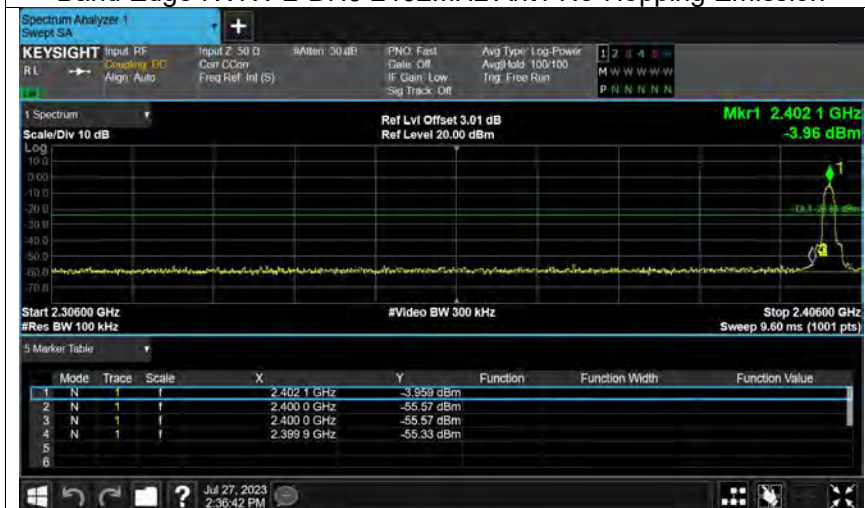 Spectrum Analyzer 1
Swept SA
+
KEYSIGHT Input: RF Input Z: 50 Ω #Atten: 30 dB PNO: Fast Avg Type: Log-Power 1 2 3 4 5 6
RL Coupling: DC Corr CCorr Gate: Off Avg|Hold: 100/100 M W W W W W
Align: Auto Freq Ref: Int (S) IF Gain: Low Trig: Free Run
Sig Track: Off P N N N N N
1 Spectrum Ref Lvl Offset 3.01 dB Mkr1 2.402 1 GHz
Scale/Div 10 dB Ref Level 20.00 dBm -3.96 dBm
Log
10.0
0.00
-10.0
-20.0
-30.0
-40.0
-50.0
-60.0
-70.0
1
Start 2.30600 GHz #Video BW 300 kHz Stop 2.40600 GHz
#Res BW 100 kHz Sweep 9.60 ms (1001 pts)
5 Marker Table
Mode Trace Scale X Y Function Function Width Function Value
1 N 1 f 2.402 1 GHz -3.959 dBm
2 N 1 f 2.400 0 GHz -55.57 dBm
3 N 1 f 2.400 0 GHz -55.57 dBm
4 N 1 f 2.399 9 GHz -55.33 dBm
5
6
? Jul 27, 2023
2:36:42 PM